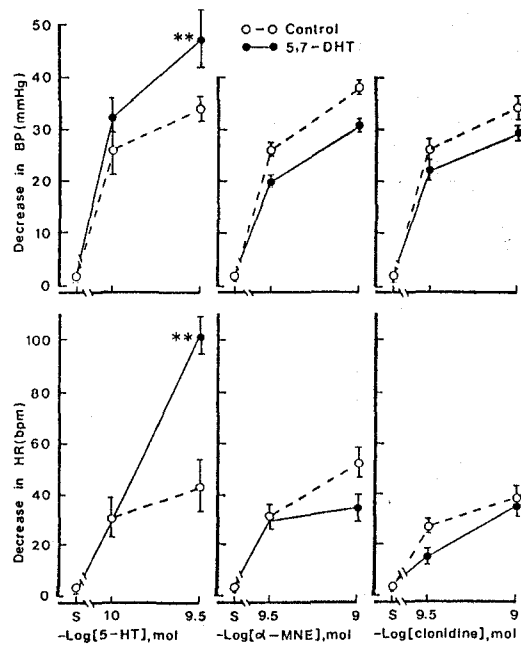 Control
5,7-DHT
Decrease in BP(mmHg)
50
40
30
20
10
0
**
Decrease in HR(bpm)
100
80
60
40
20
0
**
S 10 9.5
S 9.5 9
S 9.5 9
-Log[5-HT],mol
-Log[α-MNE],mol
-Log[clonidine],mol